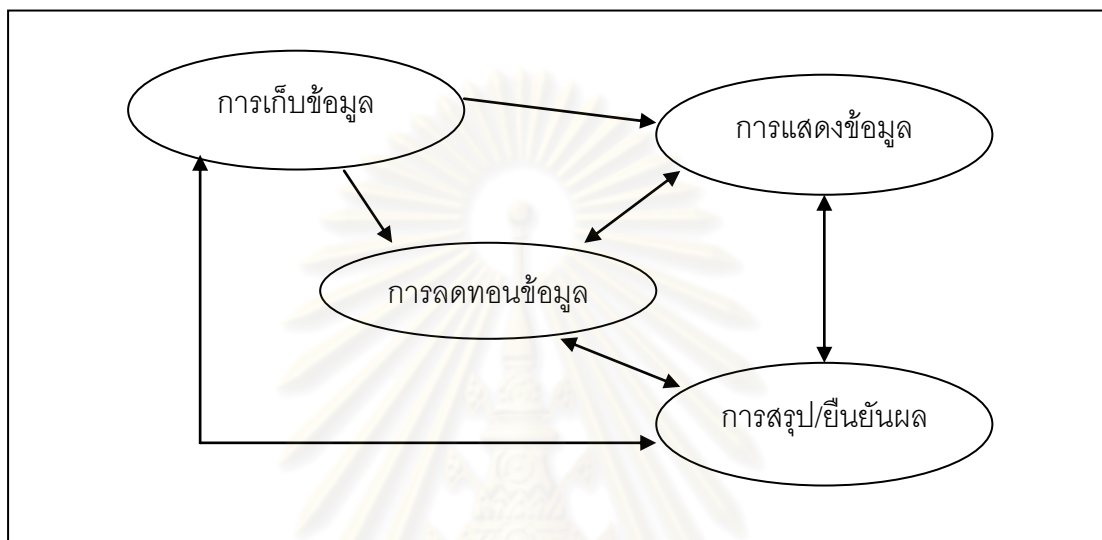 การเก็บข้อมูล
การแสดงข้อมูล
การลดทอนข้อมูล
การสรุป/ยืนยันผล